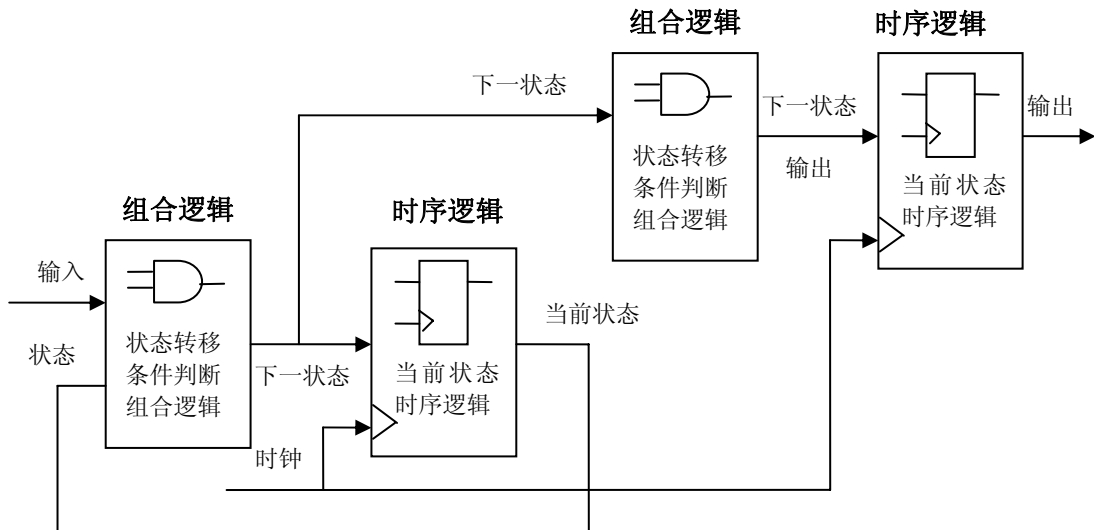 组合逻辑
时序逻辑
下一状态
状态转移
条件判断
组合逻辑
下一状态
输出
当前状态
时序逻辑
输出
组合逻辑
时序逻辑
输入
状态
状态转移
条件判断
组合逻辑
下一状态
当前状态
时序逻辑
当前状态
时钟